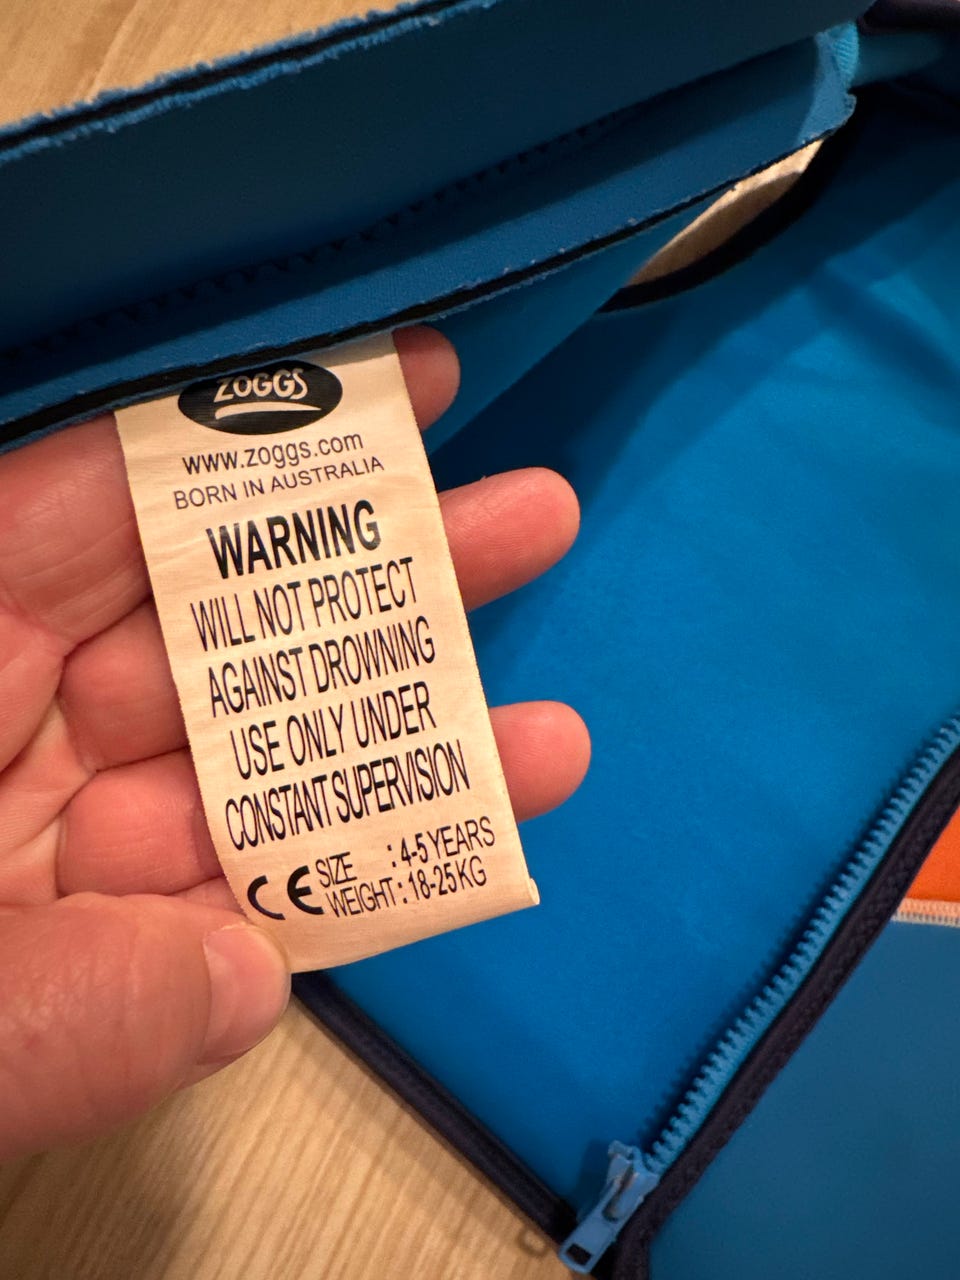 ZOGGS
www.zoggs.com
BORN IN AUSTRALIA
WARNING
WILL NOT PROTECT
AGAINST DROWNING
USE ONLY UNDER
CONSTANT SUPERVISION
CE SIZE : 4-5 YEARS
WEIGHT : 18-25KG